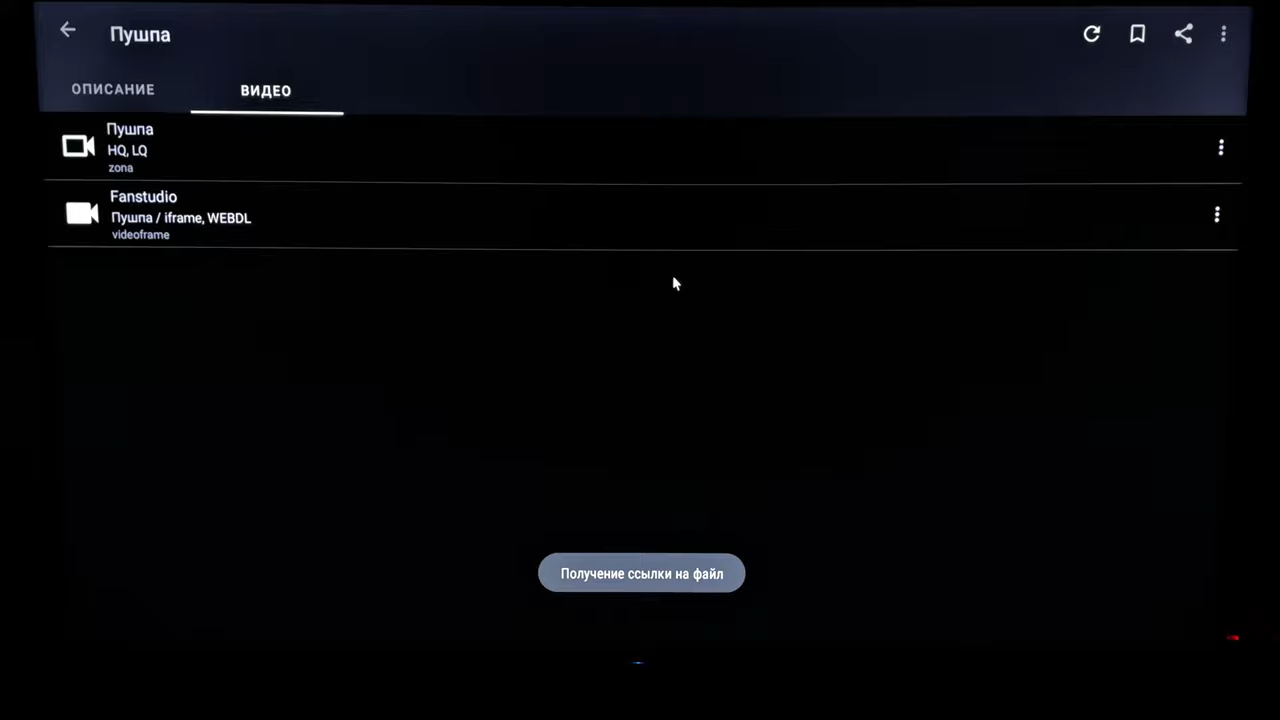 Пушпа
ОПИСАНИЕ
ВИДЕО
Пушпа
HQ, LQ
zona
Fanstudio
Пушпа / iframe, WEBDL
videoframe
Получение ссылки на файл